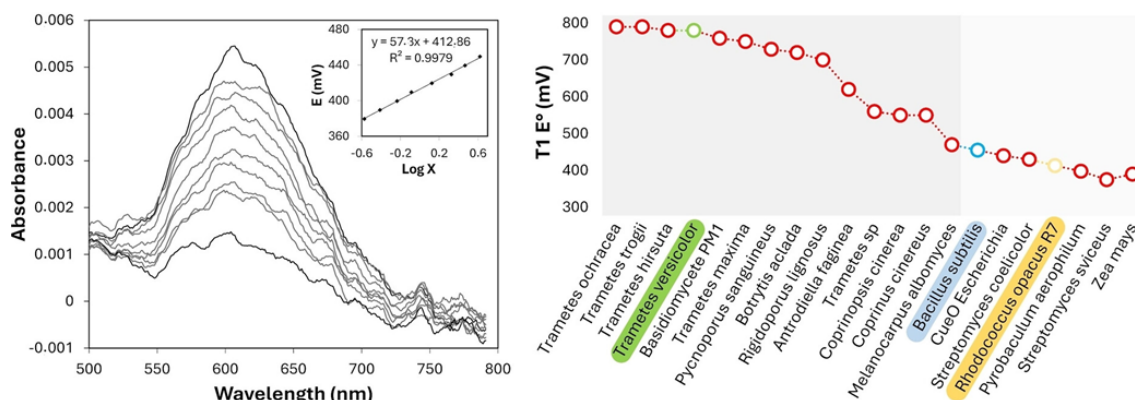 0.006
0.005
0.004
0.003
0.002
0.001
0
-0.001
Absorbance
500
550
600
650
700
750
800
Wavelength (nm)
480
440
400
360
E (mV)
y = 57.3x + 412.86
R² = 0.9979
-0.6
-0.2
0.2
0.6
Log X
800
700
600
500
400
300
T1 E° (mV)
Trametes ochracea
Trametes trogii
Trametes hirsuta
Trametes versicolor
Basidiomycete PM1
Trametes maxima
Pycnoporus sanguineus
Botrytis aclada
Rigidoporus lignosus
Antrodiella faginea
Trametes sp
Coprinopsis cinerea
Coprinus cinereus
Melanocarpus albomyces
Bacillus subtilis
CueO Escherichia
Streptomyces coelicolor
Rhodococcus opacus R7
Pyrobaculum aerophilum
Streptomyces sviceus
Zea mays